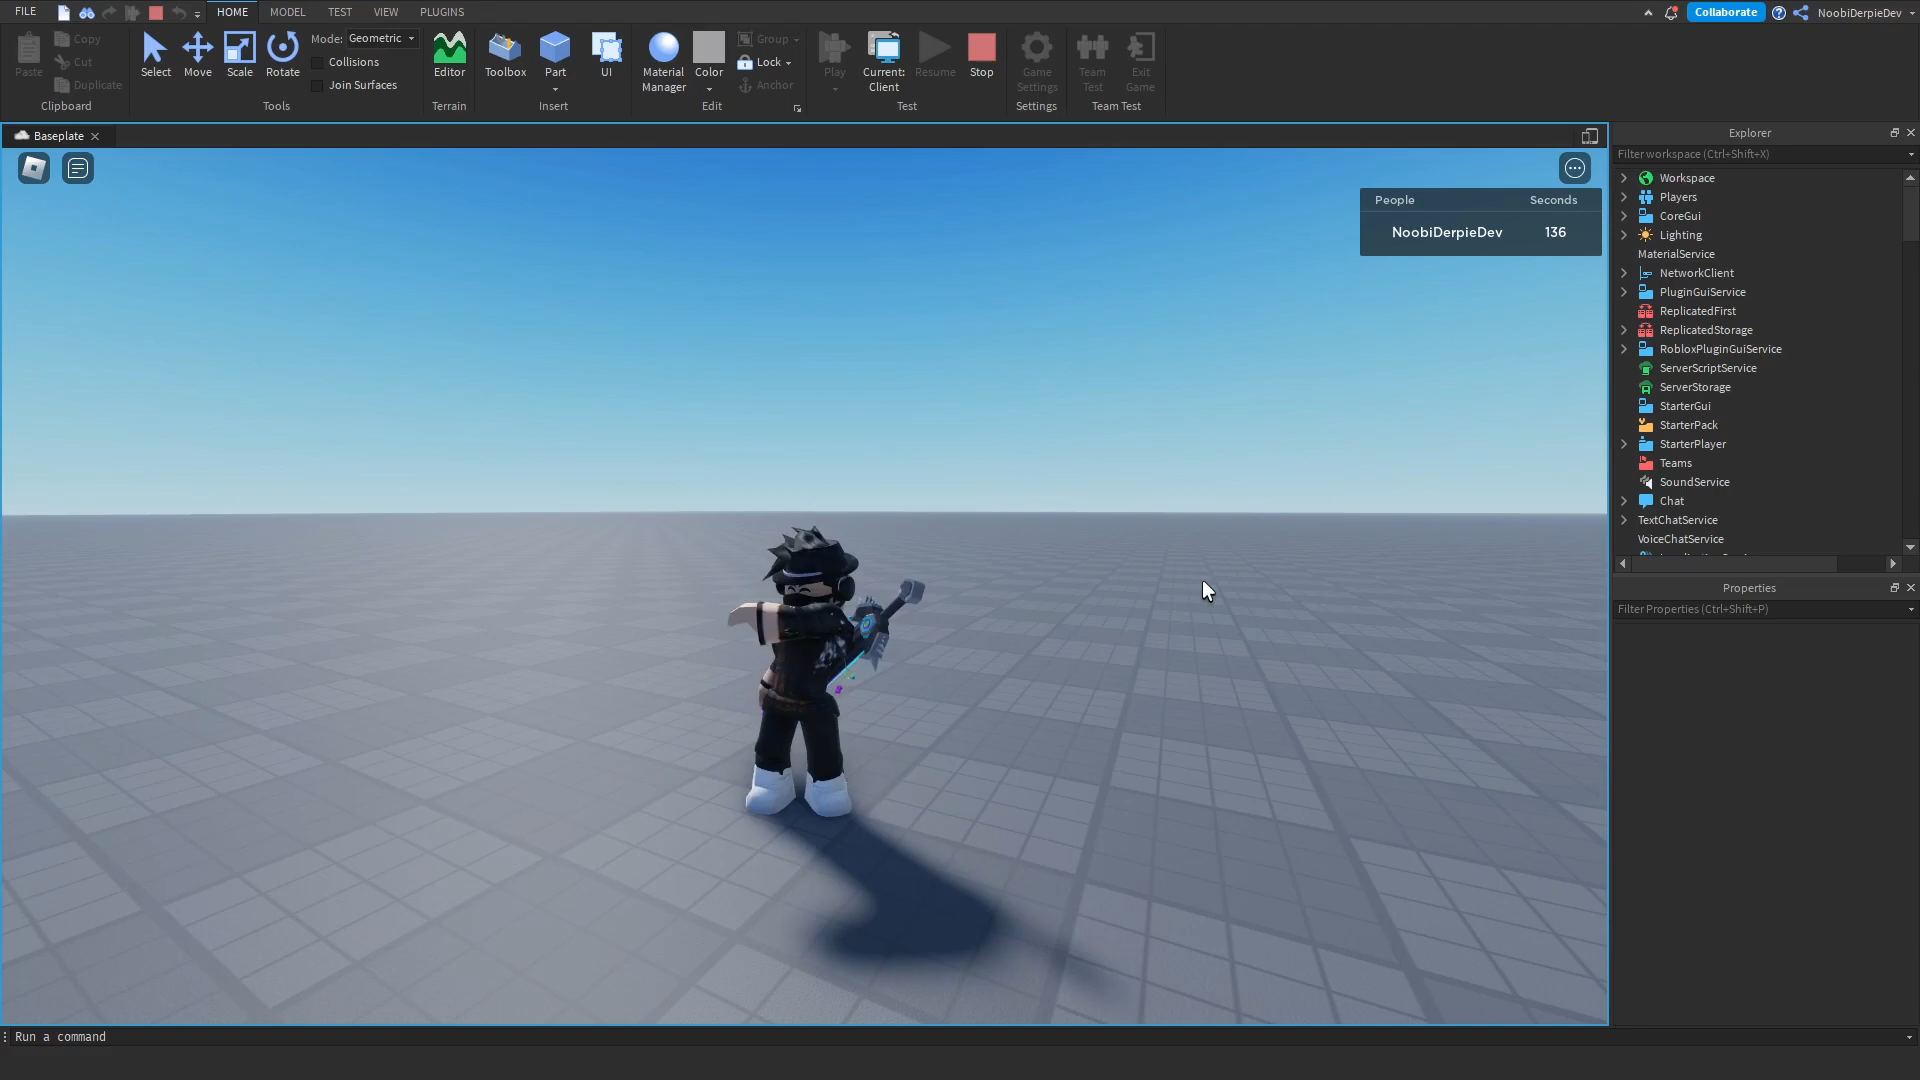 FILE HOME MODEL TEST VIEW PLUGINS Collaborate NoobiDerpieDev
Paste Copy Cut Duplicate
Clipboard
Select Move Scale Rotate
Mode: Geometric
Collisions
Join Surfaces
Tools
Editor
Terrain
Toolbox Part UI
Insert
Material Manager
Color
Group
Lock
Anchor
Edit
Play
Current: Client
Resume
Stop
Test
Game Settings
Settings
Team Test
Exit Game
Team Test
Baseplate
People Seconds
NoobiDerpieDev 136
Explorer
Filter workspace (Ctrl+Shift+X)
Workspace
Players
CoreGui
Lighting
MaterialService
NetworkClient
PluginGuiService
ReplicatedFirst
ReplicatedStorage
RobloxPluginGuiService
ServerScriptService
ServerStorage
StarterGui
StarterPack
StarterPlayer
Teams
SoundService
Chat
TextChatService
VoiceChatService
Properties
Filter Properties (Ctrl+Shift+P)
Run a command